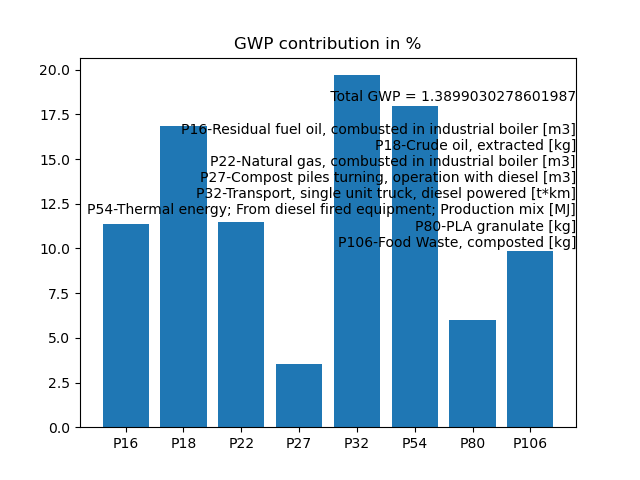 GWP contribution in %
20.0
Total GWP = 1.3899030278601987
17.5
P16-Residual fuel oil, combusted in industrial boiler [m3]
P18-Crude oil, extracted [kg]
15.0
P22-Natural gas, combusted in industrial boiler [m3]
P27-Compost piles turning, operation with diesel [m3]
P32-Transport, single unit truck, diesel powered [t*km]
12.5
P54-Thermal energy; From diesel fired equipment; Production mix [MJ]
P80-PLA granulate [kg]
10.0
P106-Food Waste, composted [kg]
7.5
5.0
2.5
0.0
P16 P18 P22 P27 P32 P54 P80 P106